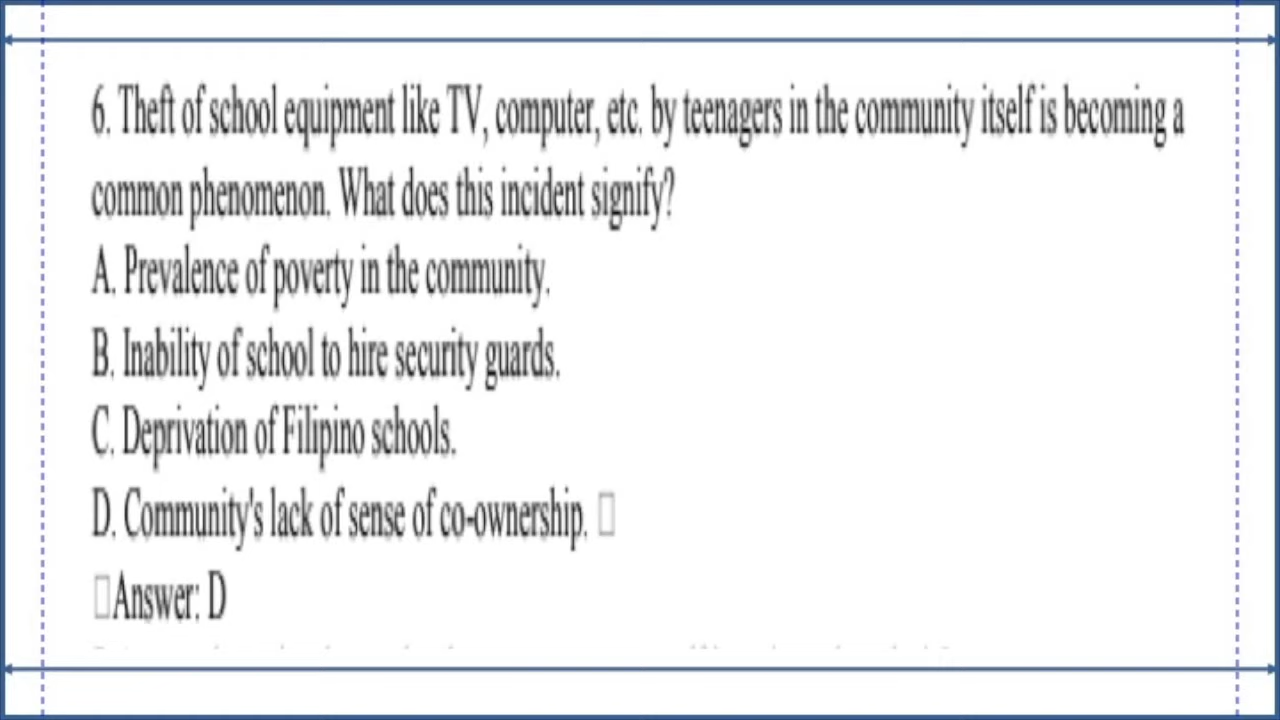 6. Theft of school equipment like TV, computer, etc. by teenagers in the community itself is becoming a
common phenomenon. What does this incident signify?
A. Prevalence of poverty in the community.
B. Inability of school to hire security guards.
C. Deprivation of Filipino schools.
D. Community's lack of sense of co-ownership. 
Answer: D